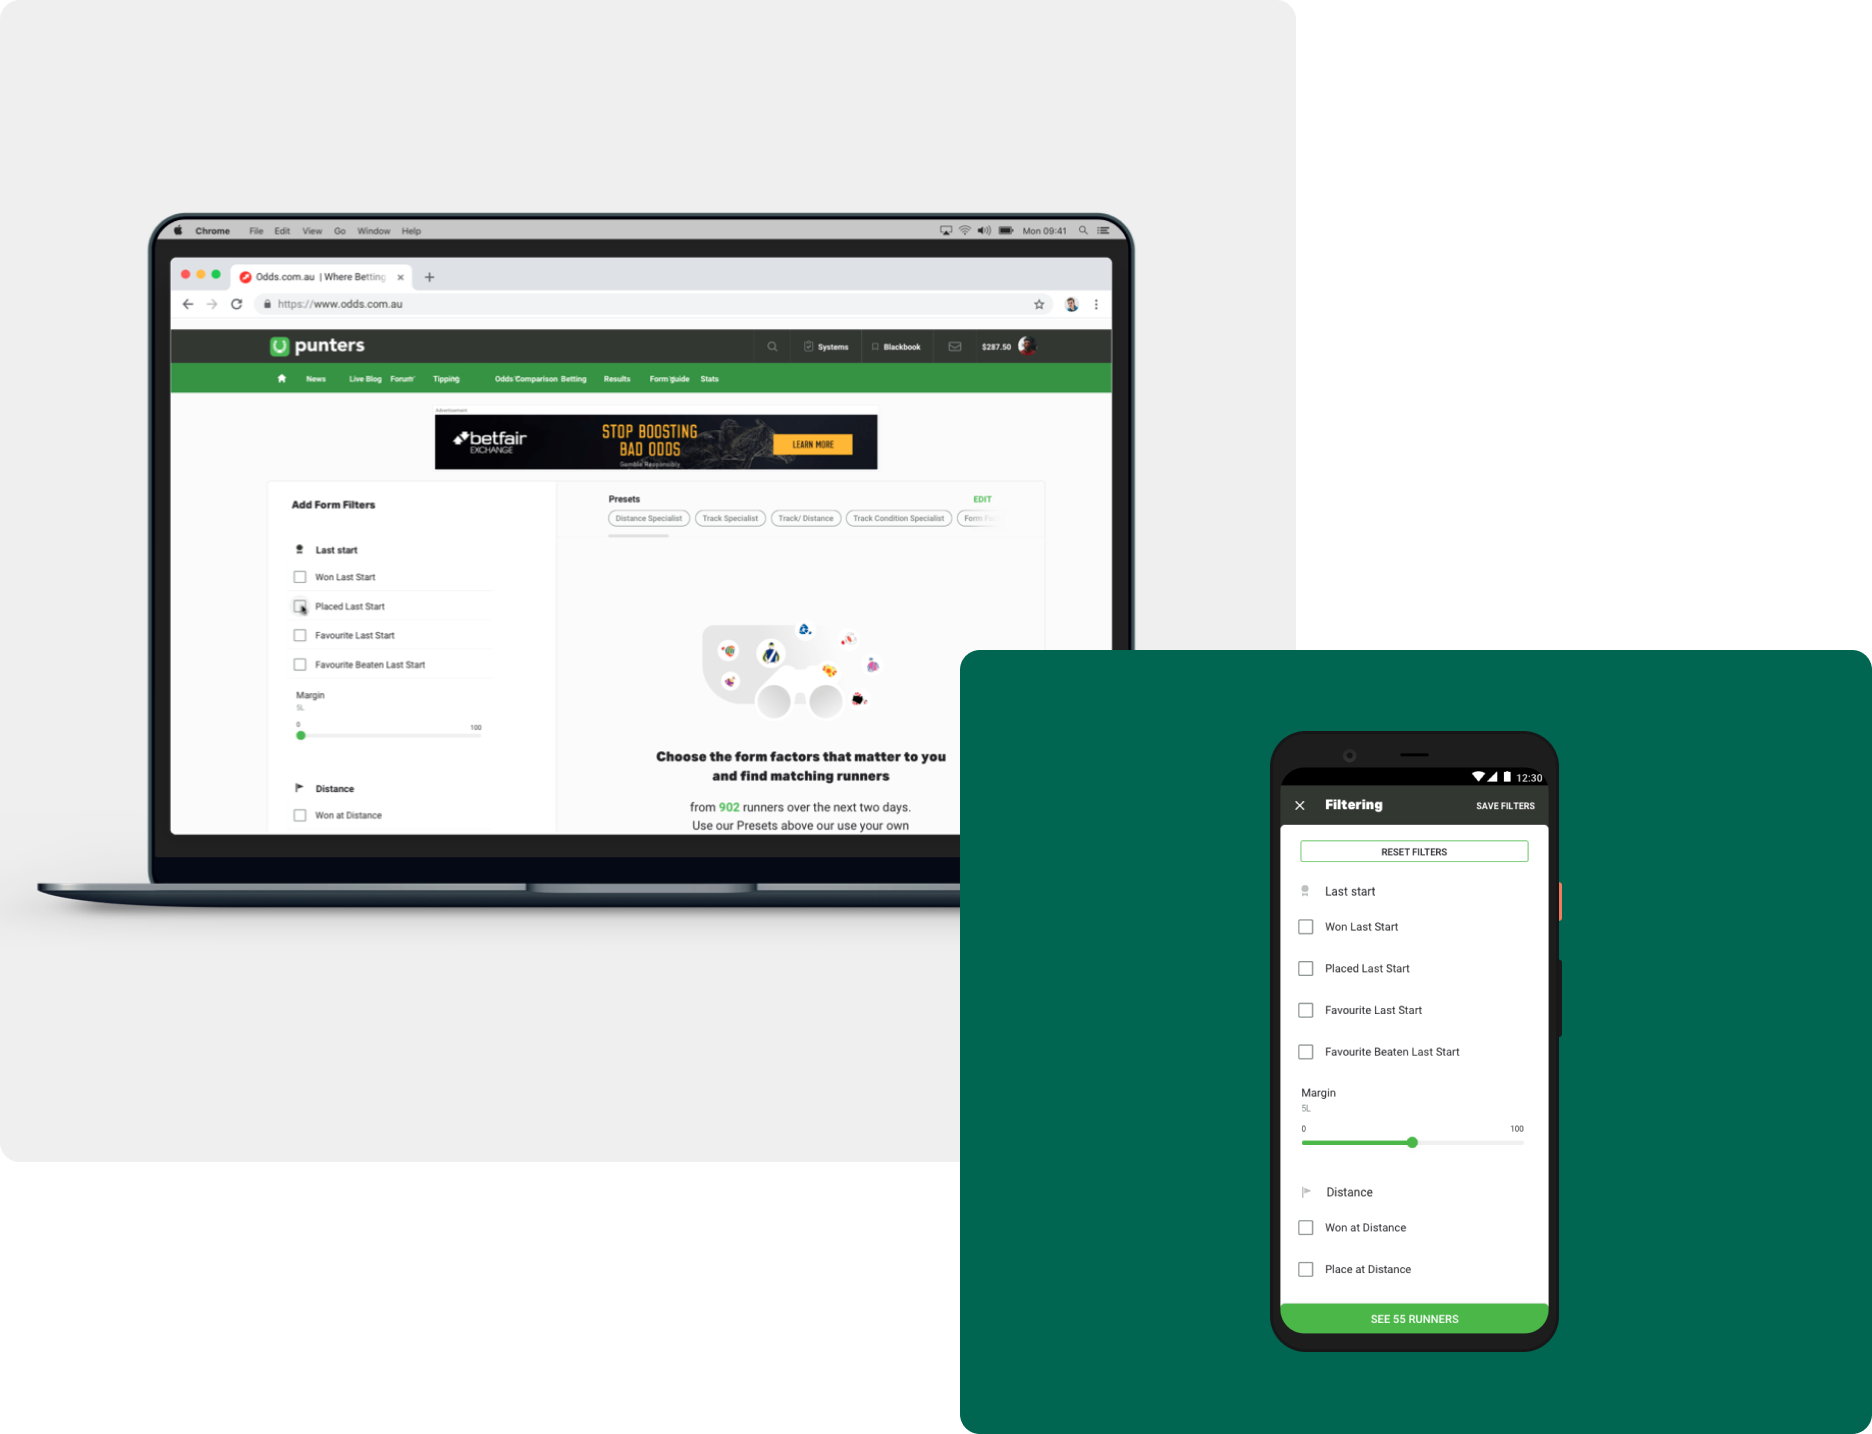 Chrome File Edit View Go Window Help Mon 09:41
Odds.com.au | Where Betting
https://www.odds.com.au
punters Systems Blackbook $287.50
News Live Blog Forum Tipping Odds Comparison Betting Results Form guide Stats
Advertisement
betfair
EXCHANGE
STOP BOOSTING
BAD ODDS
Gamble Responsibly
LEARN MORE
Add Form Filters
Last start
Won Last Start
Placed Last Start
Favourite Last Start
Favourite Beaten Last Start
Margin
5L
0 100
Distance
Won at Distance
Presets EDIT
Distance Specialist Track Specialist Track/ Distance Track Condition Specialist Form
Choose the form factors that matter to you
and find matching runners
from 902 runners over the next two days.
Use our Presets above our use your own
12:30
Filtering SAVE FILTERS
RESET FILTERS
Last start
Won Last Start
Placed Last Start
Favourite Last Start
Favourite Beaten Last Start
Margin
5L
0 100
Distance
Won at Distance
Place at Distance
SEE 55 RUNNERS